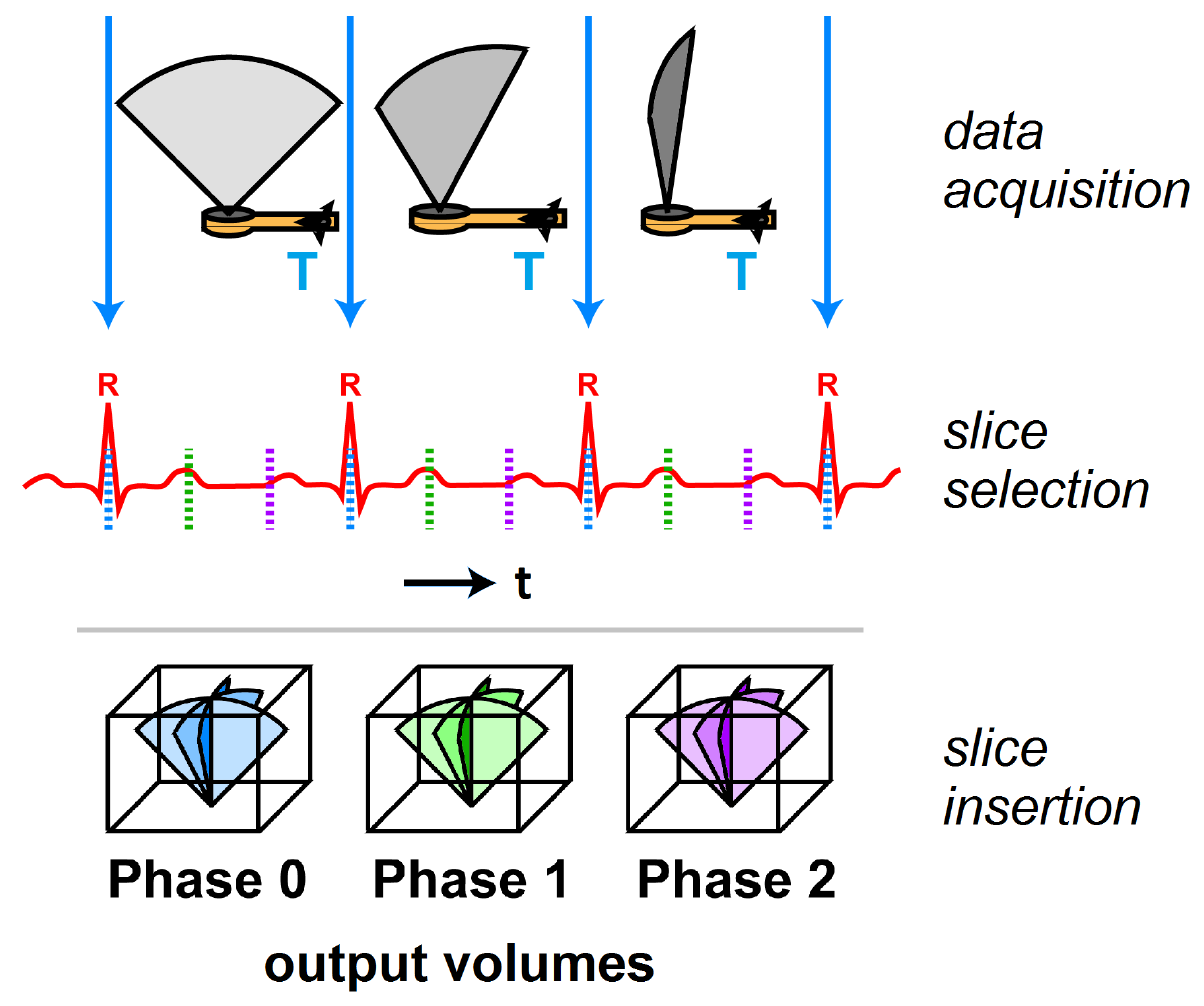 data
acquisition
T T T
R R R R
slice
selection
t
slice
insertion
Phase 0 Phase 1 Phase 2
output volumes